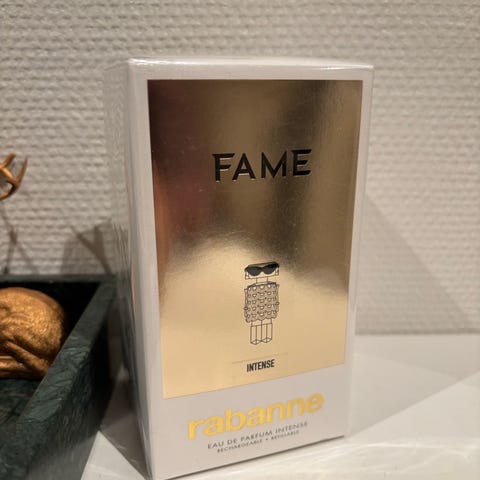 FAME
INTENSE
rabanne
EAU DE PARFUM INTENSE
RECHARGEABLE • REFILLABLE